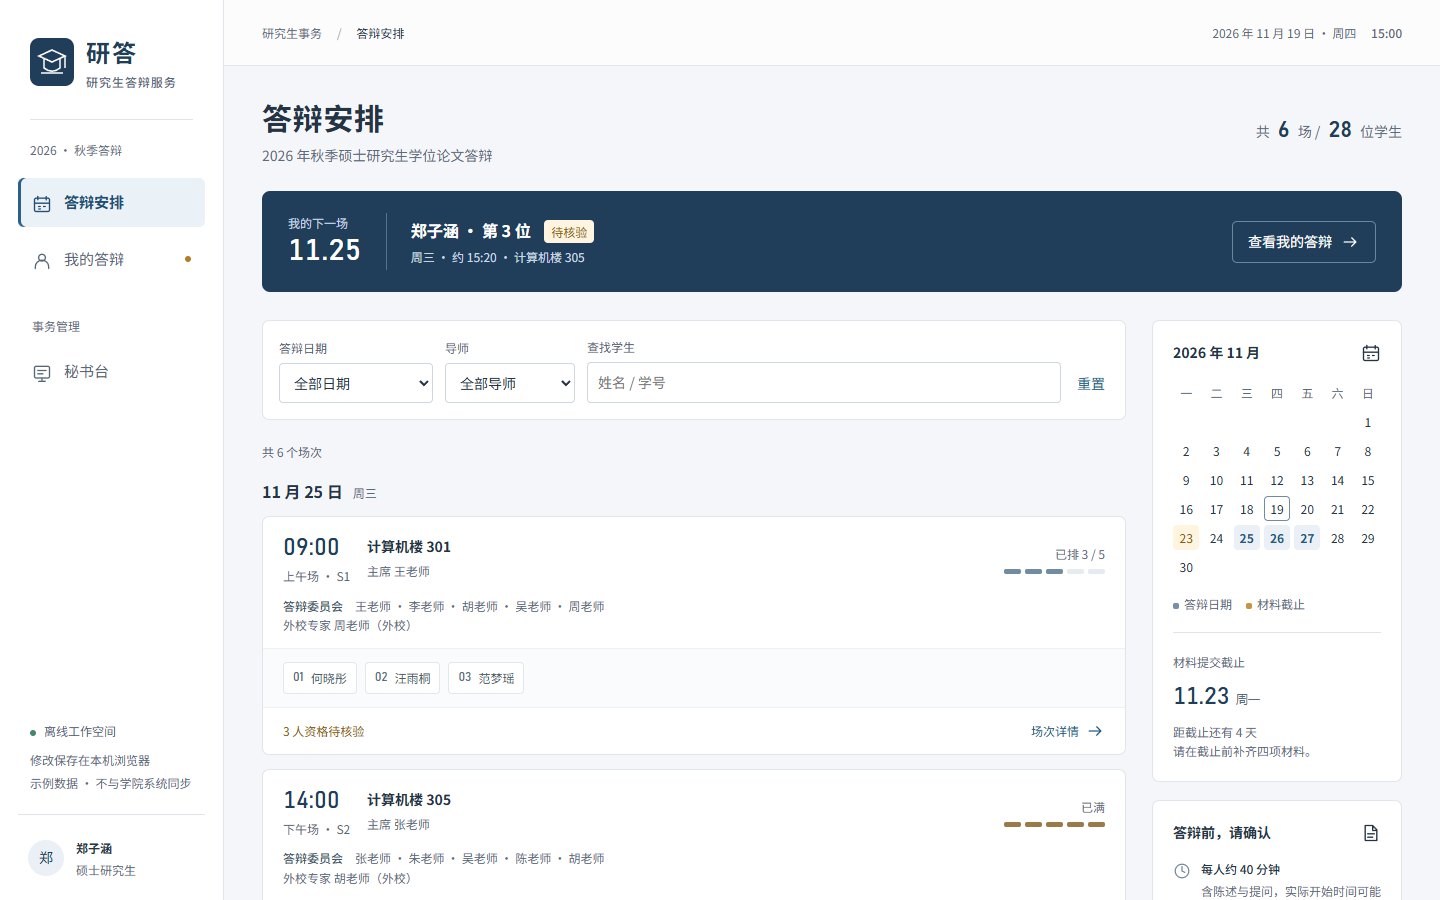 研答
研究生答辩服务
2026 · 秋季答辩
答辩安排
我的答辩
事务管理
秘书台
离线工作空间
修改保存在本机浏览器
示例数据 · 不与学院系统同步
郑
郑子涵
硕士研究生
研究生事务 / 答辩安排
2026 年 11 月 19 日 · 周四 15:00
答辩安排
2026 年秋季硕士研究生学位论文答辩
共 6 场 / 28 位学生
我的下一场
11.25
郑子涵 · 第 3 位 待核验
周三 · 约 15:20 · 计算机楼 305
查看我的答辩 →
答辩日期
全部日期
导师
全部导师
查找学生
姓名 / 学号
重置
共 6 个场次
11 月 25 日 周三
09:00
上午场 · S1
计算机楼 301
主席 王老师
已排 3 / 5
答辩委员会 王老师 · 李老师 · 胡老师 · 吴老师 · 周老师
外校专家 周老师（外校）
01 何晓彤 02 汪雨桐 03 范梦瑶
3 人资格待核验
场次详情 →
14:00
下午场 · S2
计算机楼 305
主席 张老师
已满
答辩委员会 张老师 · 朱老师 · 吴老师 · 陈老师 · 胡老师
外校专家 胡老师（外校）
2026 年 11 月
一 二 三 四 五 六 日
1
2 3 4 5 6 7 8
9 10 11 12 13 14 15
16 17 18 19 20 21 22
23 24 25 26 27 28 29
30
答辩日期 材料截止
材料提交截止
11.23 周一
距截止还有 4 天
请在截止前补齐四项材料。
答辩前，请确认
每人约 40 分钟
含陈述与提问，实际开始时间可能